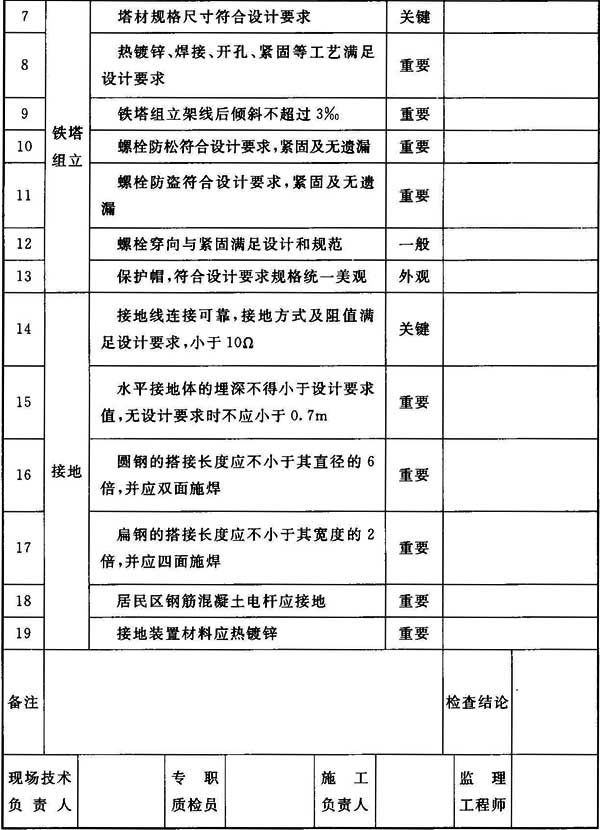 7 塔材规格尺寸符合设计要求 关键
8 热镀锌、焊接、开孔、紧固等工艺满足
设计要求 重要
9 铁塔组立架线后倾斜不超过3‰ 重要
铁塔
组立
10 螺栓防松符合设计要求,紧固及无遗漏 重要
11 螺栓防盗符合设计要求,紧固及无遗
漏 重要
12 螺栓穿向与紧固满足设计和规范 一般
13 保护帽,符合设计要求规格统一美观 外观
14 接地线连接可靠,接地方式及阻值满
足设计要求,小于10Ω 关键
15 水平接地体的埋深不得小于设计要求
值,无设计要求时不应小于0.7m 重要
接地
16 圆钢的搭接长度应不小于其直径的6
倍,并应双面施焊 重要
17 扁钢的搭接长度应不小于其宽度的2
倍,并应四面施焊 重要
18 居民区钢筋混凝土电杆应接地 重要
19 接地装置材料应热镀锌 重要
备注 检查结论
现场技术 专职 施工 监理
负责人 质检员 负责人 工程师